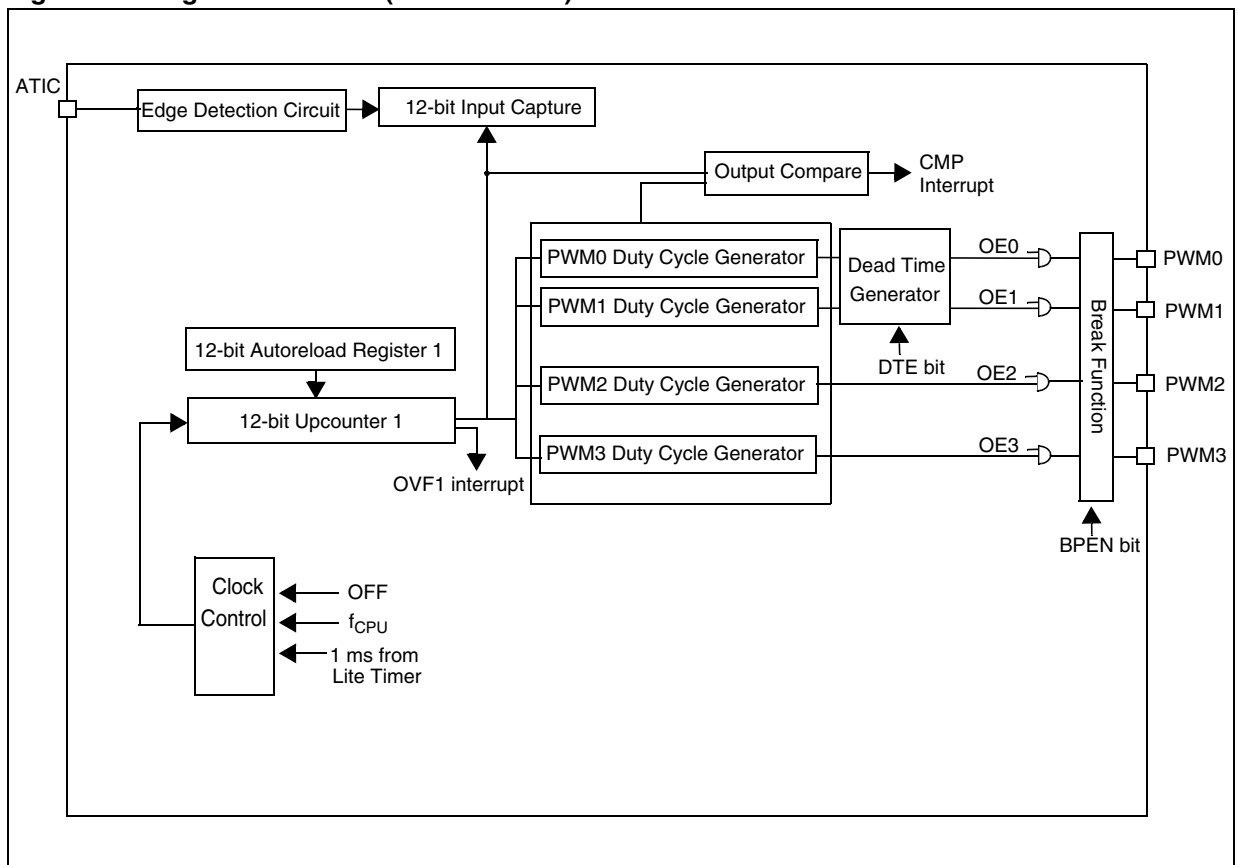 ATIC
Edge Detection Circuit
12-bit Input Capture
Output Compare
CMP
Interrupt
PWM0 Duty Cycle Generator
PWM1 Duty Cycle Generator
PWM2 Duty Cycle Generator
PWM3 Duty Cycle Generator
Dead Time
Generator
DTE bit
OE0
OE1
OE2
OE3
Break Function
BPEN bit
PWM0
PWM1
PWM2
PWM3
12-bit Autoreload Register 1
12-bit Upcounter 1
OVF1 interrupt
Clock
Control
OFF
fCPU
1 ms from
Lite Timer